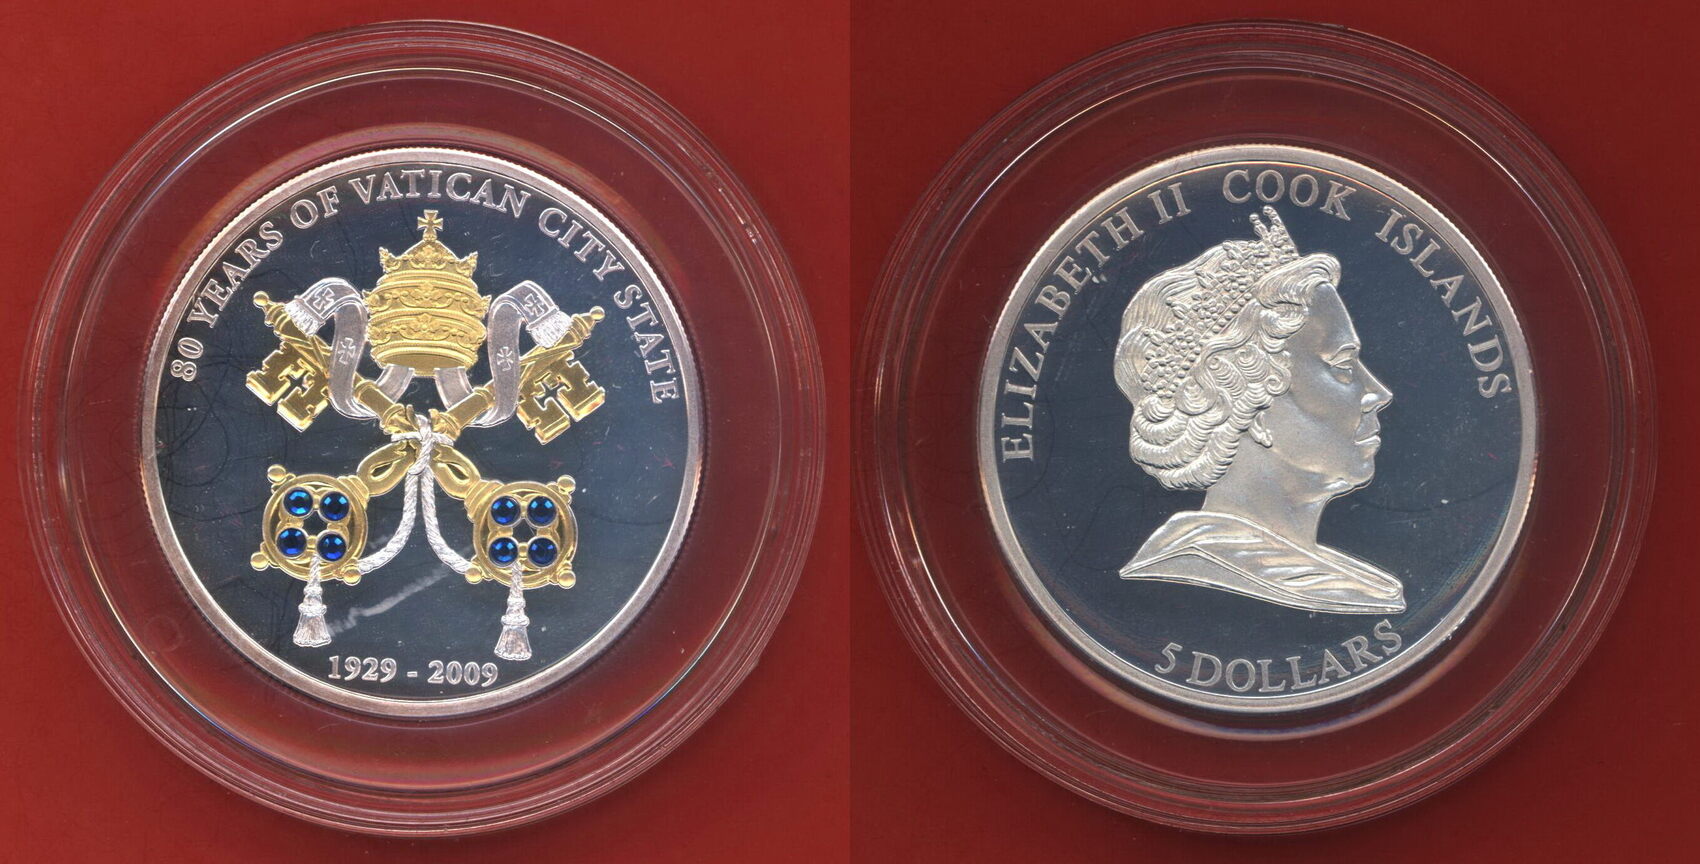 80 YEARS OF VATICAN CITY STATE
1929 - 2009
ELIZABETH II COOK ISLANDS
5 DOLLARS